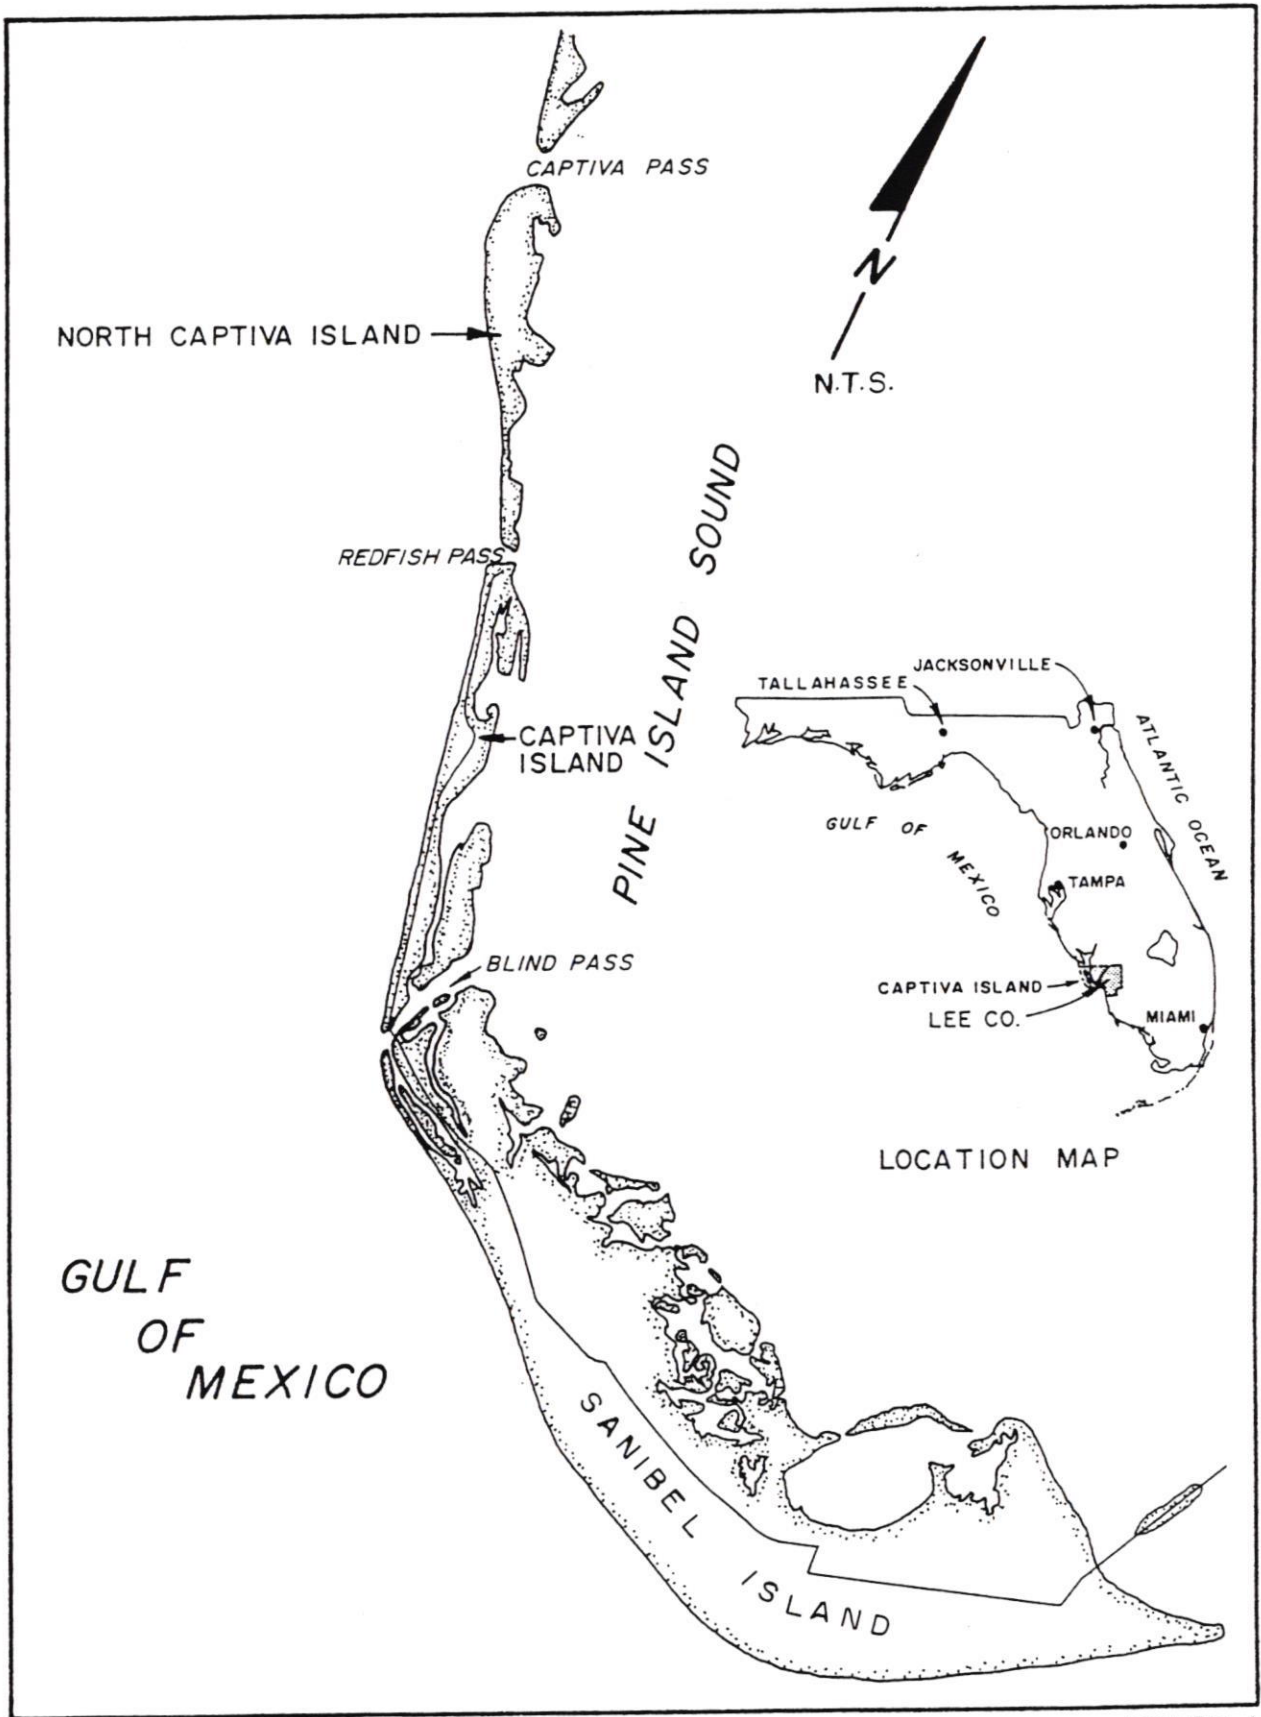 CAPTIVA PASS
N
NORTH CAPTIVA ISLAND
N.T.S.
PINE ISLAND SOUND
REDFISH PASS
JACKSONVILLE
TALLAHASSEE
CAPTIVA
ISLAND
ATLANTIC OCEAN
GULF OF MEXICO
ORLANDO
TAMPA
BLIND PASS
CAPTIVA ISLAND
LEE CO.
MIAMI
LOCATION MAP
GULF
OF
MEXICO
SANIBEL ISLAND